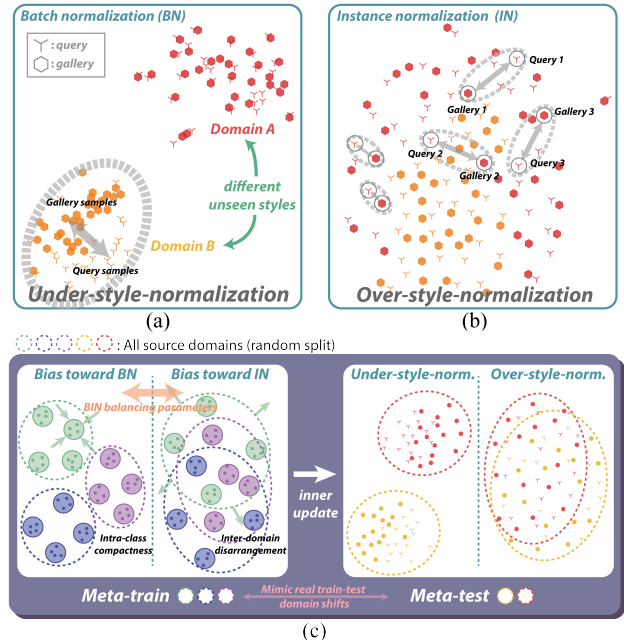 Batch normalization (BN)
: query
: gallery
Domain A
different
unseen styles
Domain B
Gallery samples
Query samples
Under-style-normalization
(a)
Instance normalization (IN)
Query 1
Gallery 1
Gallery 3
Query 2
Gallery 2
Query 3
Over-style-normalization
(b)
: All source domains (random split)
Bias toward BN
Bias toward IN
BIN balancing parameters
Intra-class
compactness
Inter-domain
disarrangement
inner
update
Under-style-norm.
Over-style-norm.
Meta-train
Mimic real train-test
domain shifts
Meta-test
(c)